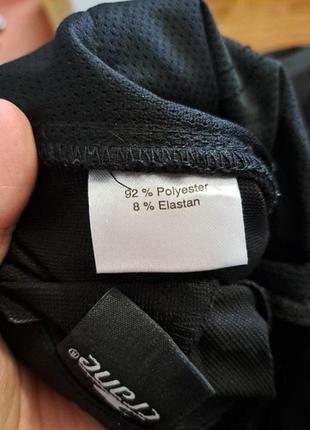 92 % Polyester
8 % Elastan
crane®